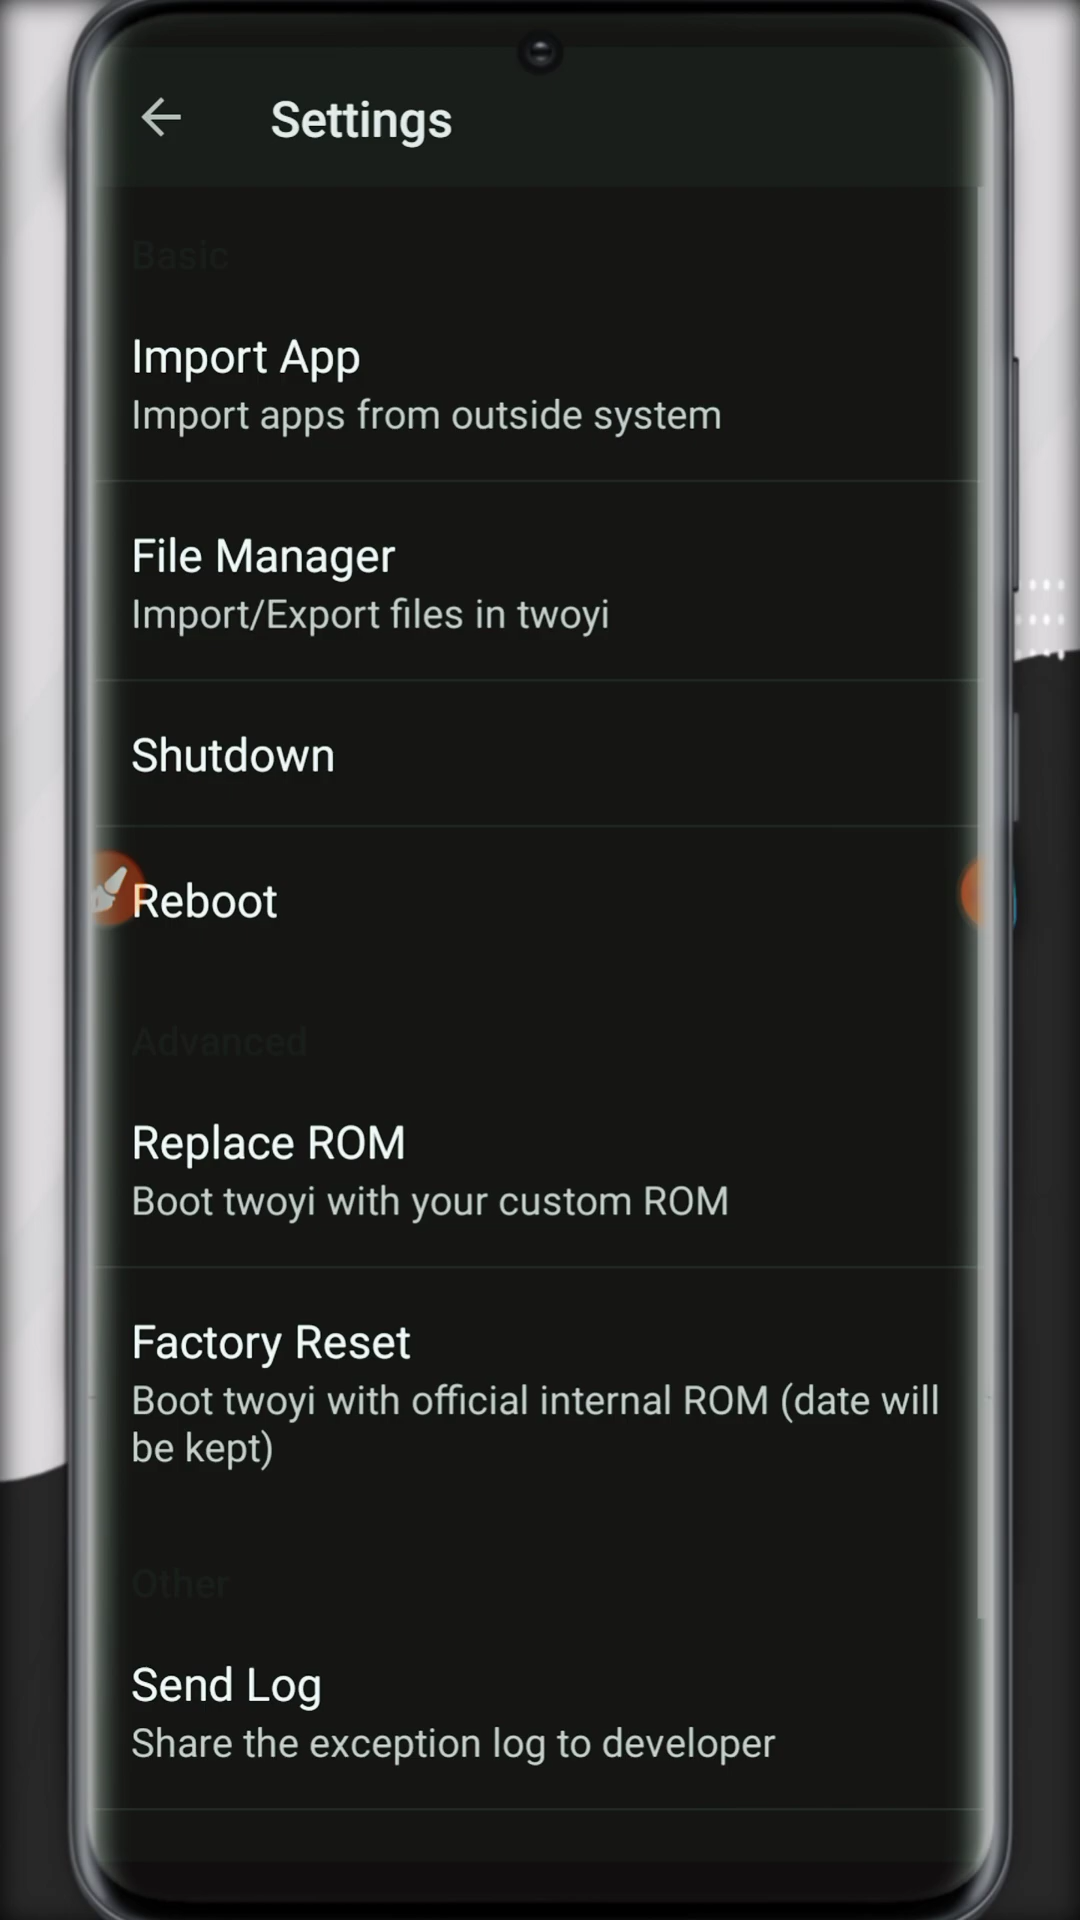 Settings
Basic
Import App
Import apps from outside system
File Manager
Import/Export files in twoyi
Shutdown
Reboot
Advanced
Replace ROM
Boot twoyi with your custom ROM
Factory Reset
Boot twoyi with official internal ROM (date will
be kept)
Other
Send Log
Share the exception log to developer